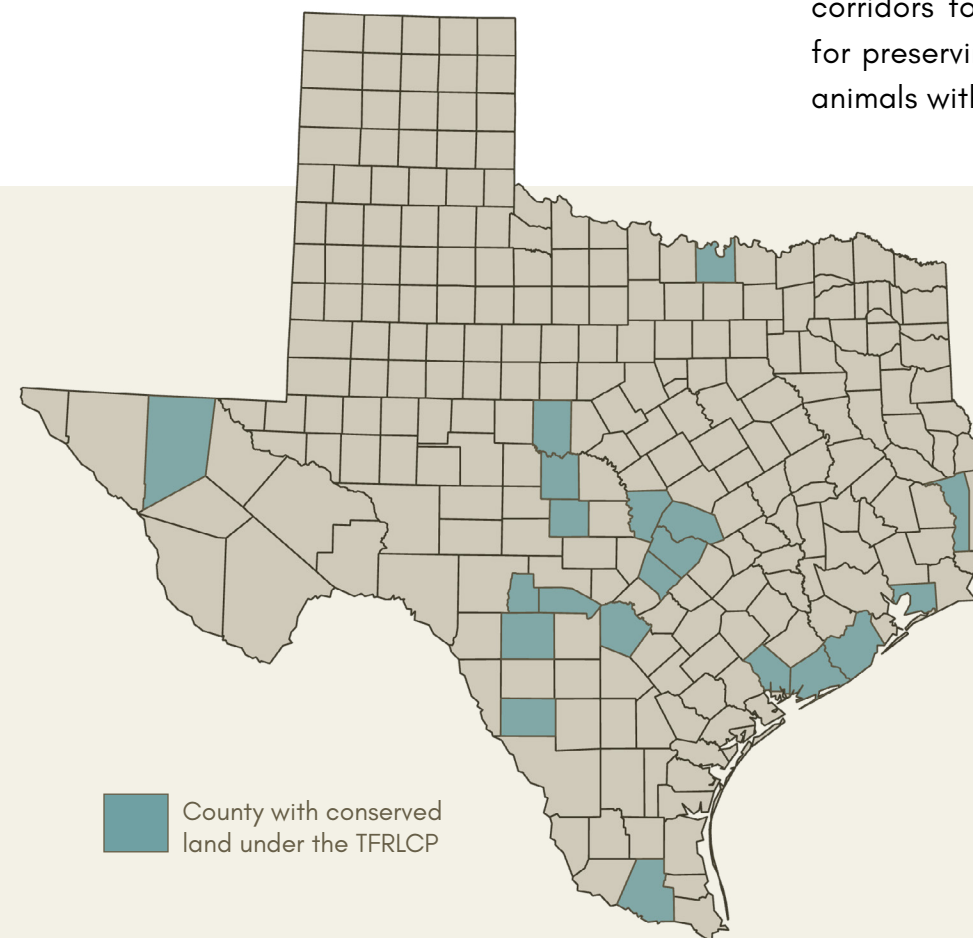 corridors
for
animals
County with conserved
land under the TFRLCP